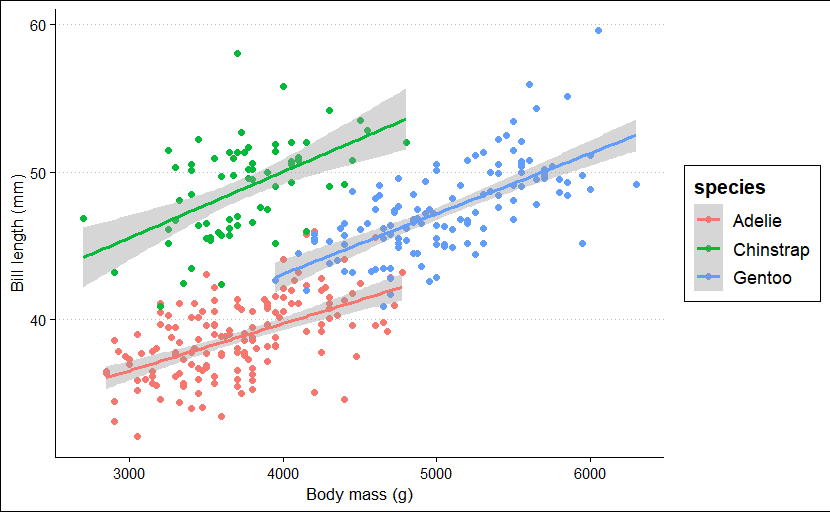 60
50
40
Bill length (mm)
3000 4000 5000 6000
Body mass (g)
species
Adelie
Chinstrap
Gentoo